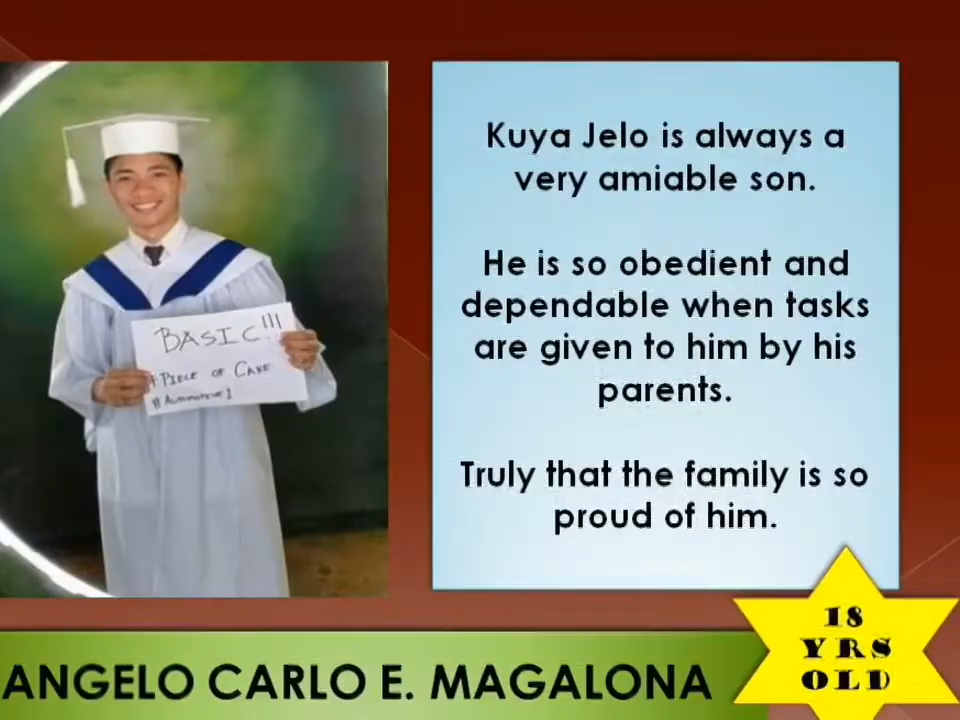 BASIC!!!
#PIECE OF CAKE
#AUTOMOTIVE 1
Kuya Jelo is always a
very amiable son.
He is so obedient and
dependable when tasks
are given to him by his
parents.
Truly that the family is so
proud of him.
ANGELO CARLO E. MAGALONA
18
YRS
OLD